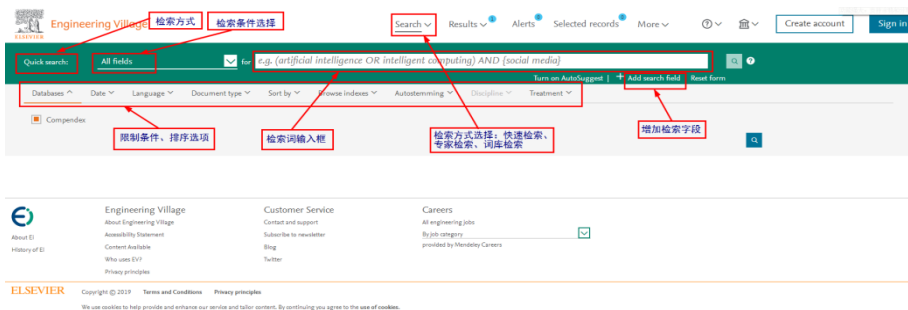 Engineering Village
检索方式
检索条件选择
Search
Results
Alerts
Selected records
More
Create account
Sign in
ELSEVIER
Quick search:
All fields
for
e.g. (artificial intelligence OR intelligent computing) AND {social media}
Turn on AutoSuggest | + Add search field Reset form
Databases
Date
Language
Document type
Sort by
Browse indexes
Autostemming
Discipline
Treatment
Compendex
限制条件、排序选项
检索词输入框
检索方式选择：快速检索、
专家检索、词库检索
增加检索字段
Engineering Village
Customer Service
Careers
About Engineering Village
Contact and support
All engineering jobs
About Ei
Accessibility Statement
Subscribe to newsletter
By job category
History of Ei
Content Available
Blog
provided by Mendeley Careers
Who uses EV?
Twitter
Privacy principles
ELSEVIER
Copyright © 2019 Terms and Conditions Privacy principles
We use cookies to help provide and enhance our service and tailor content. By continuing you agree to the use of cookies.